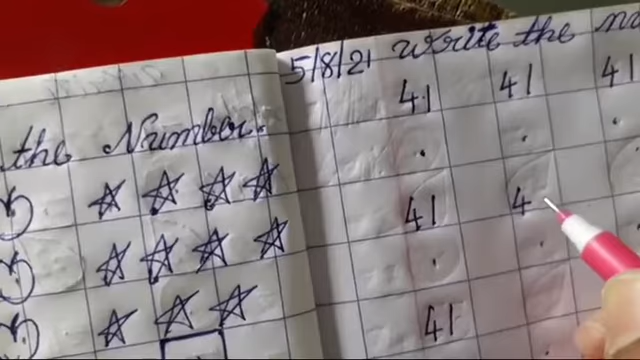 the Number.
5/8/21 Write the
41 41 41
41 4
41